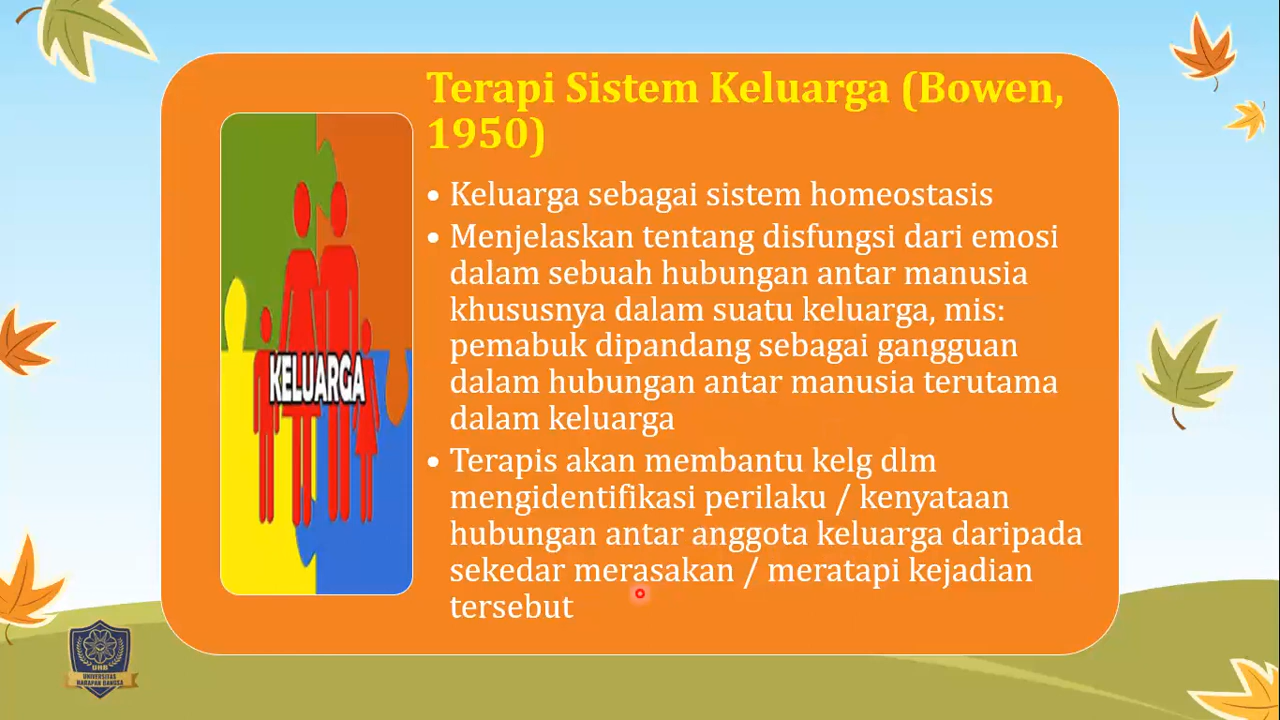 Terapi Sistem Keluarga (Bowen,
1950)
• Keluarga sebagai sistem homeostasis
• Menjelaskan tentang disfungsi dari emosi
dalam sebuah hubungan antar manusia
khususnya dalam suatu keluarga, mis:
pemabuk dipandang sebagai gangguan
dalam hubungan antar manusia terutama
dalam keluarga
• Terapis akan membantu kelg dlm
mengidentifikasi perilaku / kenyataan
hubungan antar anggota keluarga daripada
sekedar merasakan / meratapi kejadian
tersebut
KELUARGA
UHB
UNIVERSITAS
HARAPAN BANGSA